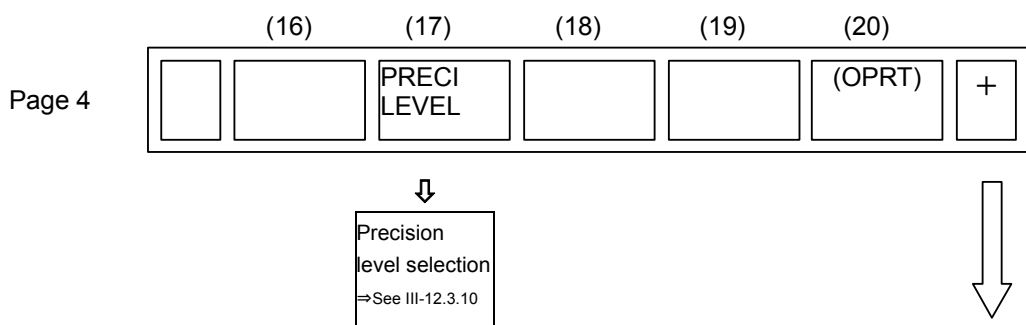 (16) (17) (18) (19) (20)
Page 4
PRECI
LEVEL
(OPRT)
+
Precision
level selection
⇒See III-12.3.10